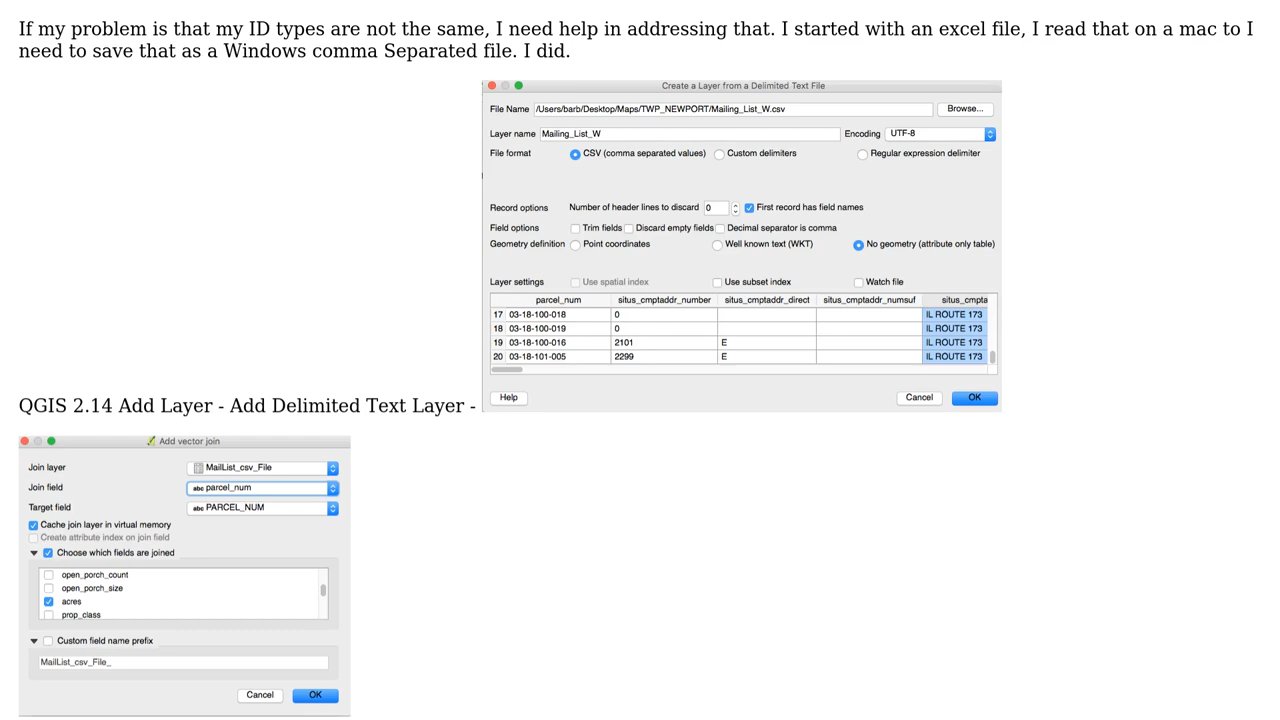 If my problem is that my ID types are not the same, I need help in addressing that. I started with an excel file, I read that on a mac to I
need to save that as a Windows comma Separated file. I did.
Create a Layer from a Delimited Text File
File Name /Users/barb/Desktop/Maps/TWP_NEWPORT/Mailing_List_W.csv Browse...
Layer name Mailing_List_W Encoding UTF-8
File format CSV (comma separated values) Custom delimiters Regular expression delimiter
Record options Number of header lines to discard 0 First record has field names
Field options Trim fields Discard empty fields Decimal separator is comma
Geometry definition Point coordinates Well known text (WKT) No geometry (attribute only table)
Layer settings Use spatial index Use subset index Watch file
parcel_num situs_cmptaddr_number situs_cmptaddr_direct situs_cmptaddr_numsuf situs_cmpta
17 03-18-100-018 0 IL ROUTE 173
18 03-18-100-019 0 IL ROUTE 173
19 03-18-100-016 2101 E IL ROUTE 173
20 03-18-101-005 2299 E IL ROUTE 173
Help Cancel OK
QGIS 2.14 Add Layer - Add Delimited Text Layer -
Add vector join
Join layer MailList_csv_File
Join field abc parcel_num
Target field abc PARCEL_NUM
Cache join layer in virtual memory
Create attribute index on join field
Choose which fields are joined
open_porch_count
open_porch_size
acres
prop_class
Custom field name prefix
MailList_csv_File_
Cancel OK